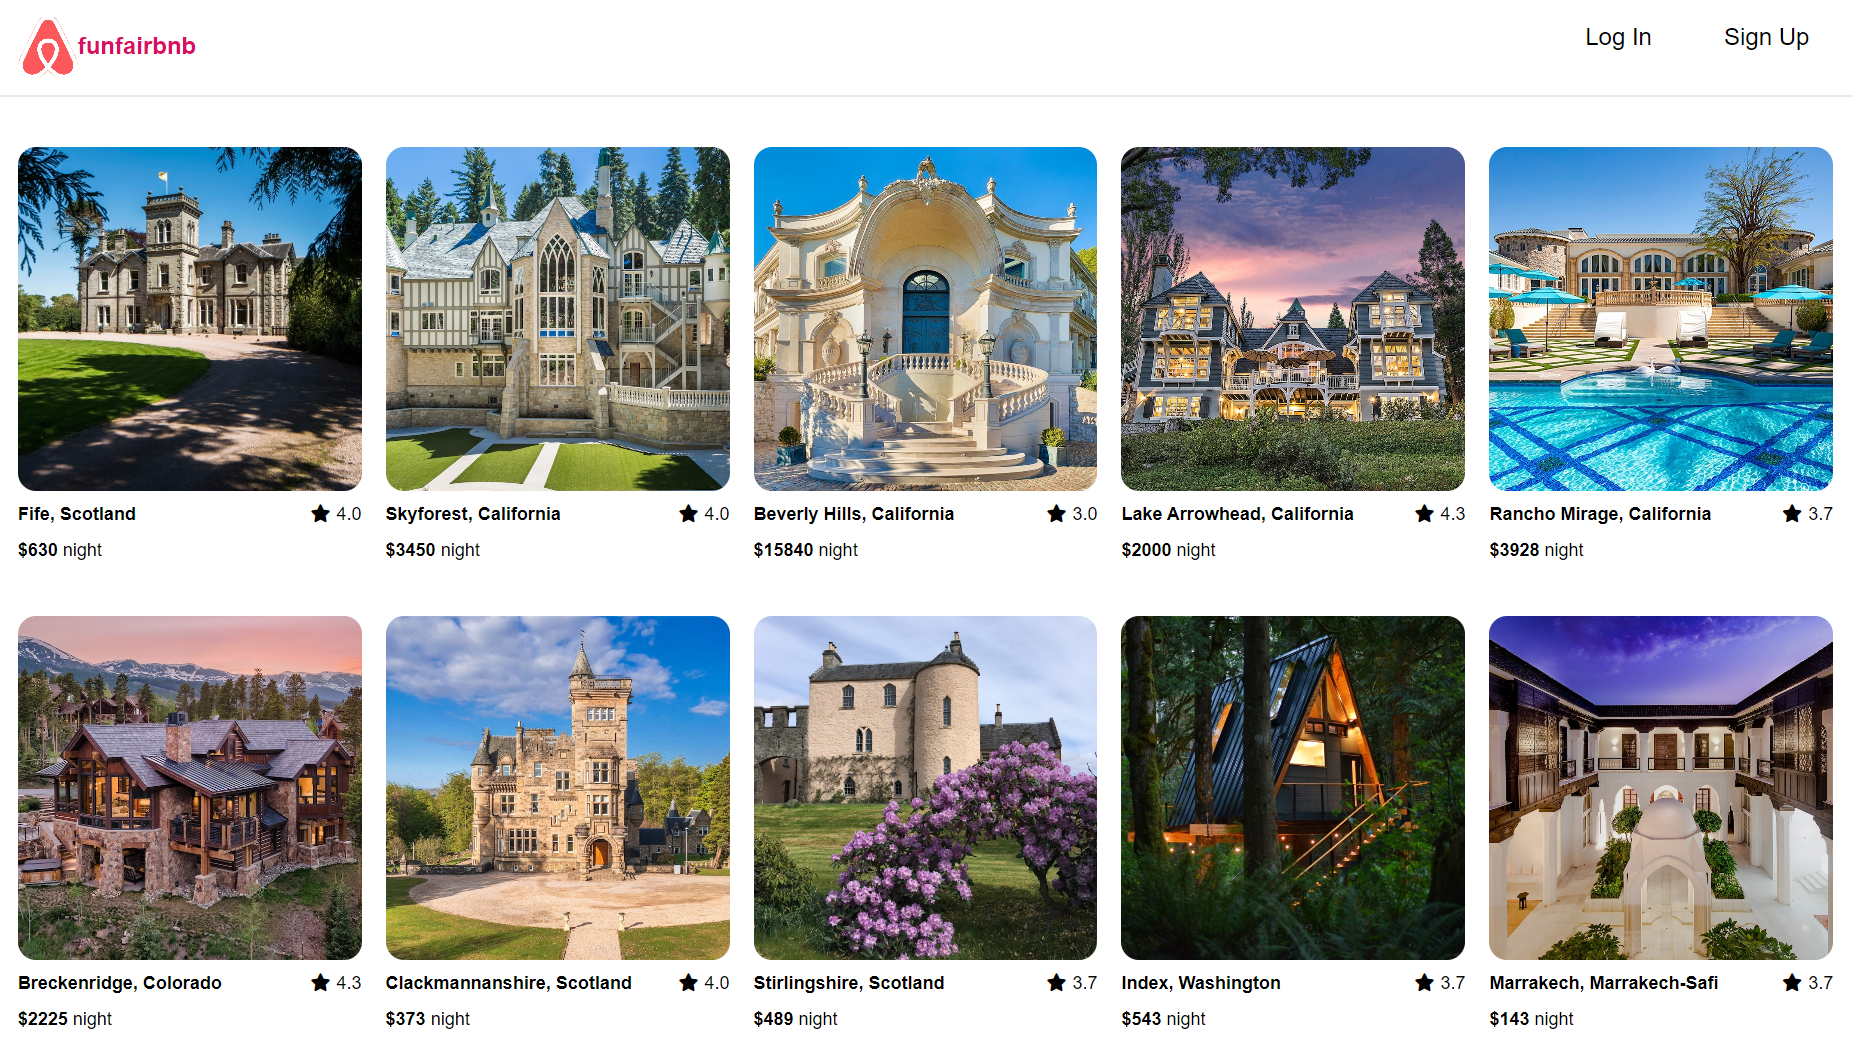 funfairbnb
Log In
Sign Up
Fife, Scotland
4.0
$630 night
Skyforest, California
4.0
$3450 night
Beverly Hills, California
3.0
$15840 night
Lake Arrowhead, California
4.3
$2000 night
Rancho Mirage, California
3.7
$3928 night
Breckenridge, Colorado
4.3
$2225 night
Clackmannanshire, Scotland
4.0
$373 night
Stirlingshire, Scotland
3.7
$489 night
Index, Washington
3.7
$543 night
Marrakech, Marrakech-Safi
3.7
$143 night